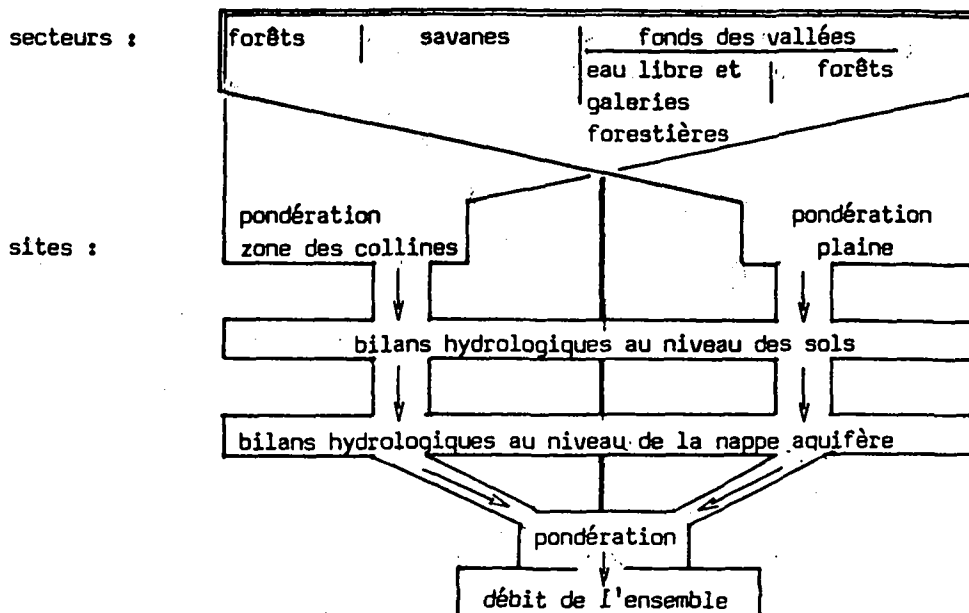 secteurs :
forêts
savanes
fonds des vallées
eau libre et
galeries
forestières
forêts
sites :
pondération
zone des collines
pondération
plaine
bilans hydrologiques au niveau des sols
bilans hydrologiques au niveau de la nappe aquifère
pondération
débit de l'ensemble